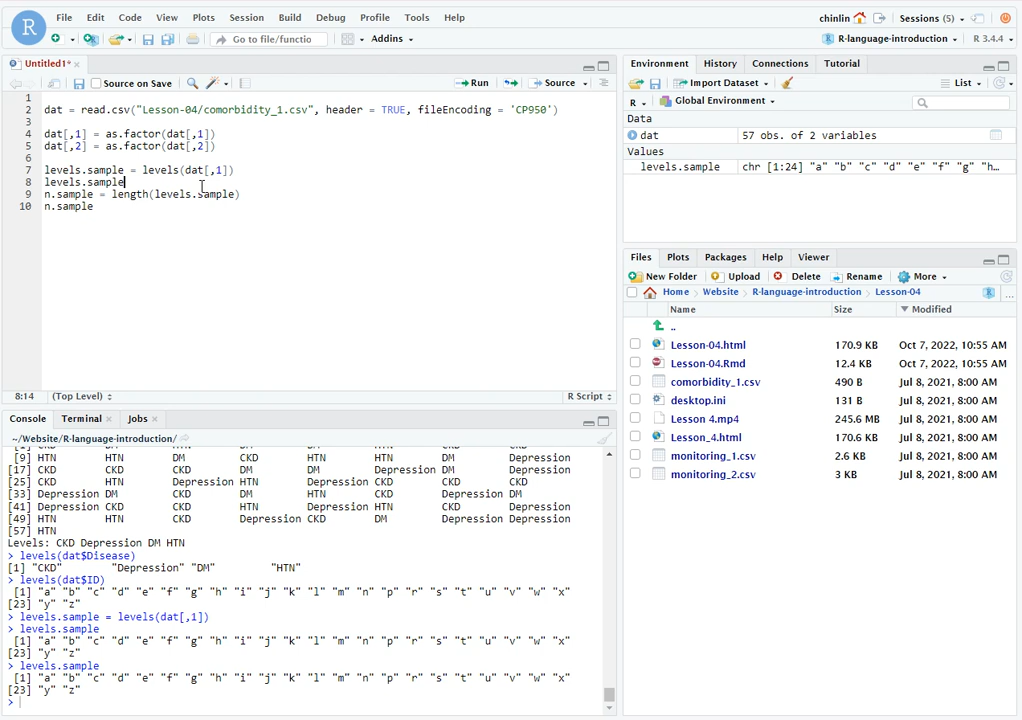 File Edit Code View Plots Session Build Debug Profile Tools Help
chinlin Sessions (5)
R
Go to file/functio Addins
R-language-introduction R 3.4.4
Untitled1*
Source on Save Run Source
1
2 dat = read.csv("Lesson-04/comorbidity_1.csv", header = TRUE, fileEncoding = 'CP950')
3
4 dat[,1] = as.factor(dat[,1])
5 dat[,2] = as.factor(dat[,2])
6
7 levels.sample = levels(dat[,1])
8 levels.sample
9 n.sample = length(levels.sample)
10 n.sample
8:14 (Top Level) R Script
Console Terminal Jobs
~/Website/R-language-introduction/
[9] HTN HTN DM CKD HTN HTN DM Depression
[17] CKD CKD CKD DM DM Depression DM CKD
[25] CKD HTN Depression HTN Depression CKD CKD CKD
[33] Depression DM CKD DM HTN CKD Depression DM
[41] Depression CKD DM HTN Depression HTN CKD Depression
[49] HTN HTN CKD Depression CKD DM Depression Depression
[57] HTN
Levels: CKD Depression DM HTN
> levels(dat$Disease)
[1] "CKD" "Depression" "DM" "HTN"
> levels(dat$ID)
[1] "a" "b" "c" "d" "e" "f" "g" "h" "i" "j" "k" "l" "m" "n" "p" "r" "s" "t" "u" "v" "w" "x"
[23] "y" "z"
> levels.sample = levels(dat[,1])
> levels.sample
[1] "a" "b" "c" "d" "e" "f" "g" "h" "i" "j" "k" "l" "m" "n" "p" "r" "s" "t" "u" "v" "w" "x"
[23] "y" "z"
> levels.sample
[1] "a" "b" "c" "d" "e" "f" "g" "h" "i" "j" "k" "l" "m" "n" "p" "r" "s" "t" "u" "v" "w" "x"
[23] "y" "z"
>
Environment History Connections Tutorial
Import Dataset List
R Global Environment
Data
dat 57 obs. of 2 variables
Values
levels.sample chr [1:24] "a" "b" "c" "d" "e" "f" "g" "h…
Files Plots Packages Help Viewer
New Folder Upload Delete Rename More
Home Website R-language-introduction Lesson-04 R ...
Name Size Modified
..
Lesson-04.html 170.9 KB Oct 7, 2022, 10:55 AM
Lesson-04.Rmd 12.4 KB Oct 7, 2022, 10:55 AM
comorbidity_1.csv 490 B Jul 8, 2021, 8:00 AM
desktop.ini 131 B Jul 8, 2021, 8:00 AM
Lesson 4.mp4 245.6 MB Jul 8, 2021, 8:00 AM
Lesson_4.html 170.6 KB Jul 8, 2021, 8:00 AM
monitoring_1.csv 2.6 KB Jul 8, 2021, 8:00 AM
monitoring_2.csv 3 KB Jul 8, 2021, 8:00 AM